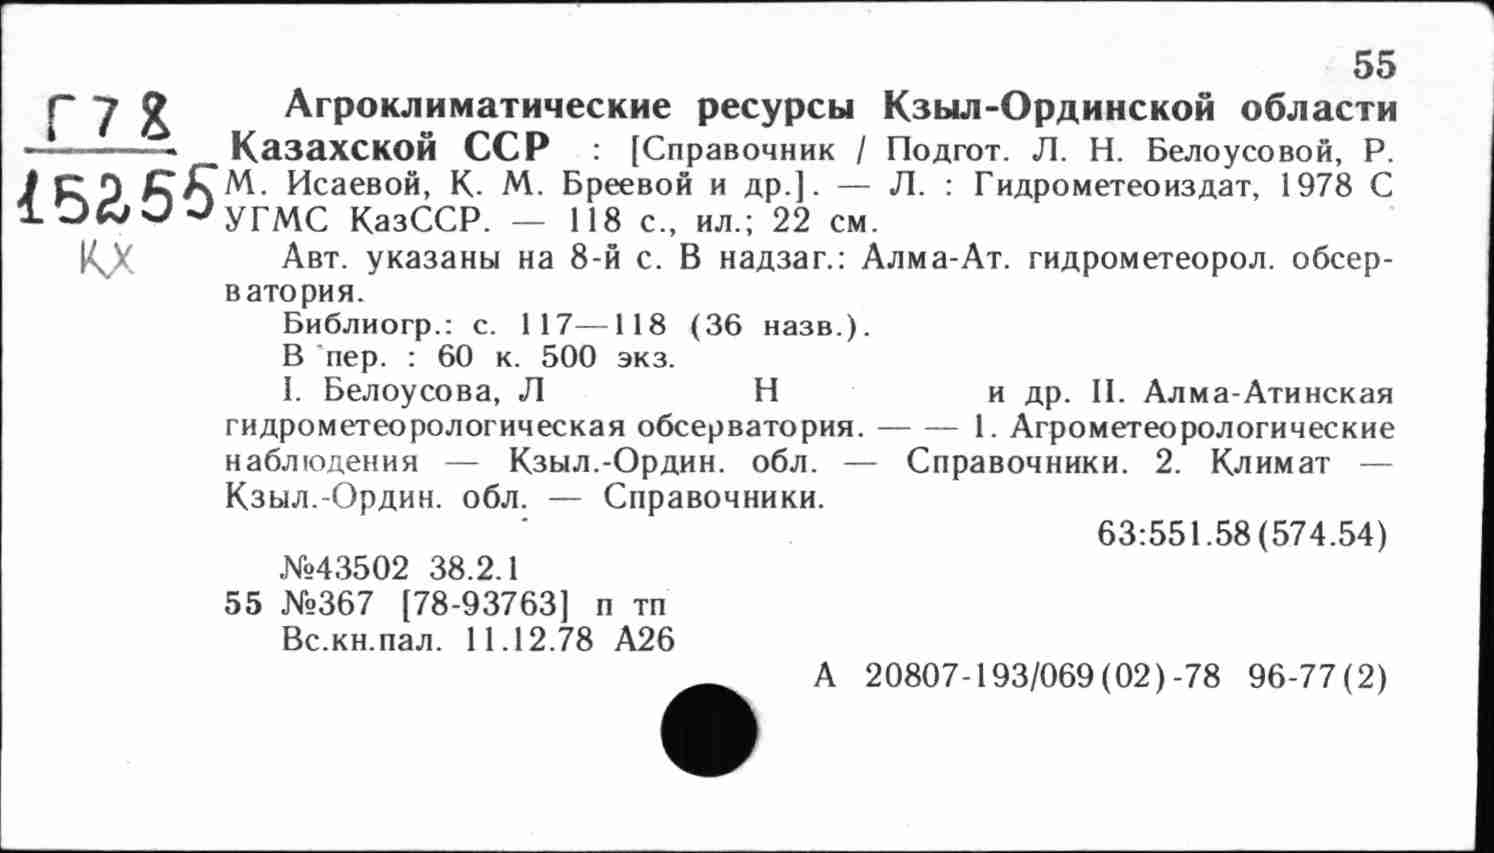 55
Г 78 Агроклиматические ресурсы Кзыл-Ординской области
Казахской ССР : [Справочник / Подгот. Л. Н. Белоусовой, Р.
15255 М. Исаевой, К. М. Бреевой и др.]. — Л. : Гидрометеоиздат, 1978 С
УГМС КазССР. — 118 с., ил.; 22 см.
КХ Авт. указаны на 8-й с. В надзаг.: Алма-Ат. гидрометеорол. обсер-
ватория.
Библиогр.: с. 117—118 (36 назв.).
В пер. : 60 к. 500 экз.
I. Белоусова, Л Н и др. II. Алма-Атинская
гидрометеорологическая обсерватория. — — 1. Агрометеорологические
наблюдения — Кзыл.-Ордин. обл. — Справочники. 2. Климат —
Кзыл.-Ордин. обл. — Справочники.
63:551.58(574.54)
№43502 38.2.1
55 №367 [78-93763] п тп
Вс.кн.пал. 11.12.78 А26
А 20807-193/069(02)-78 96-77(2)